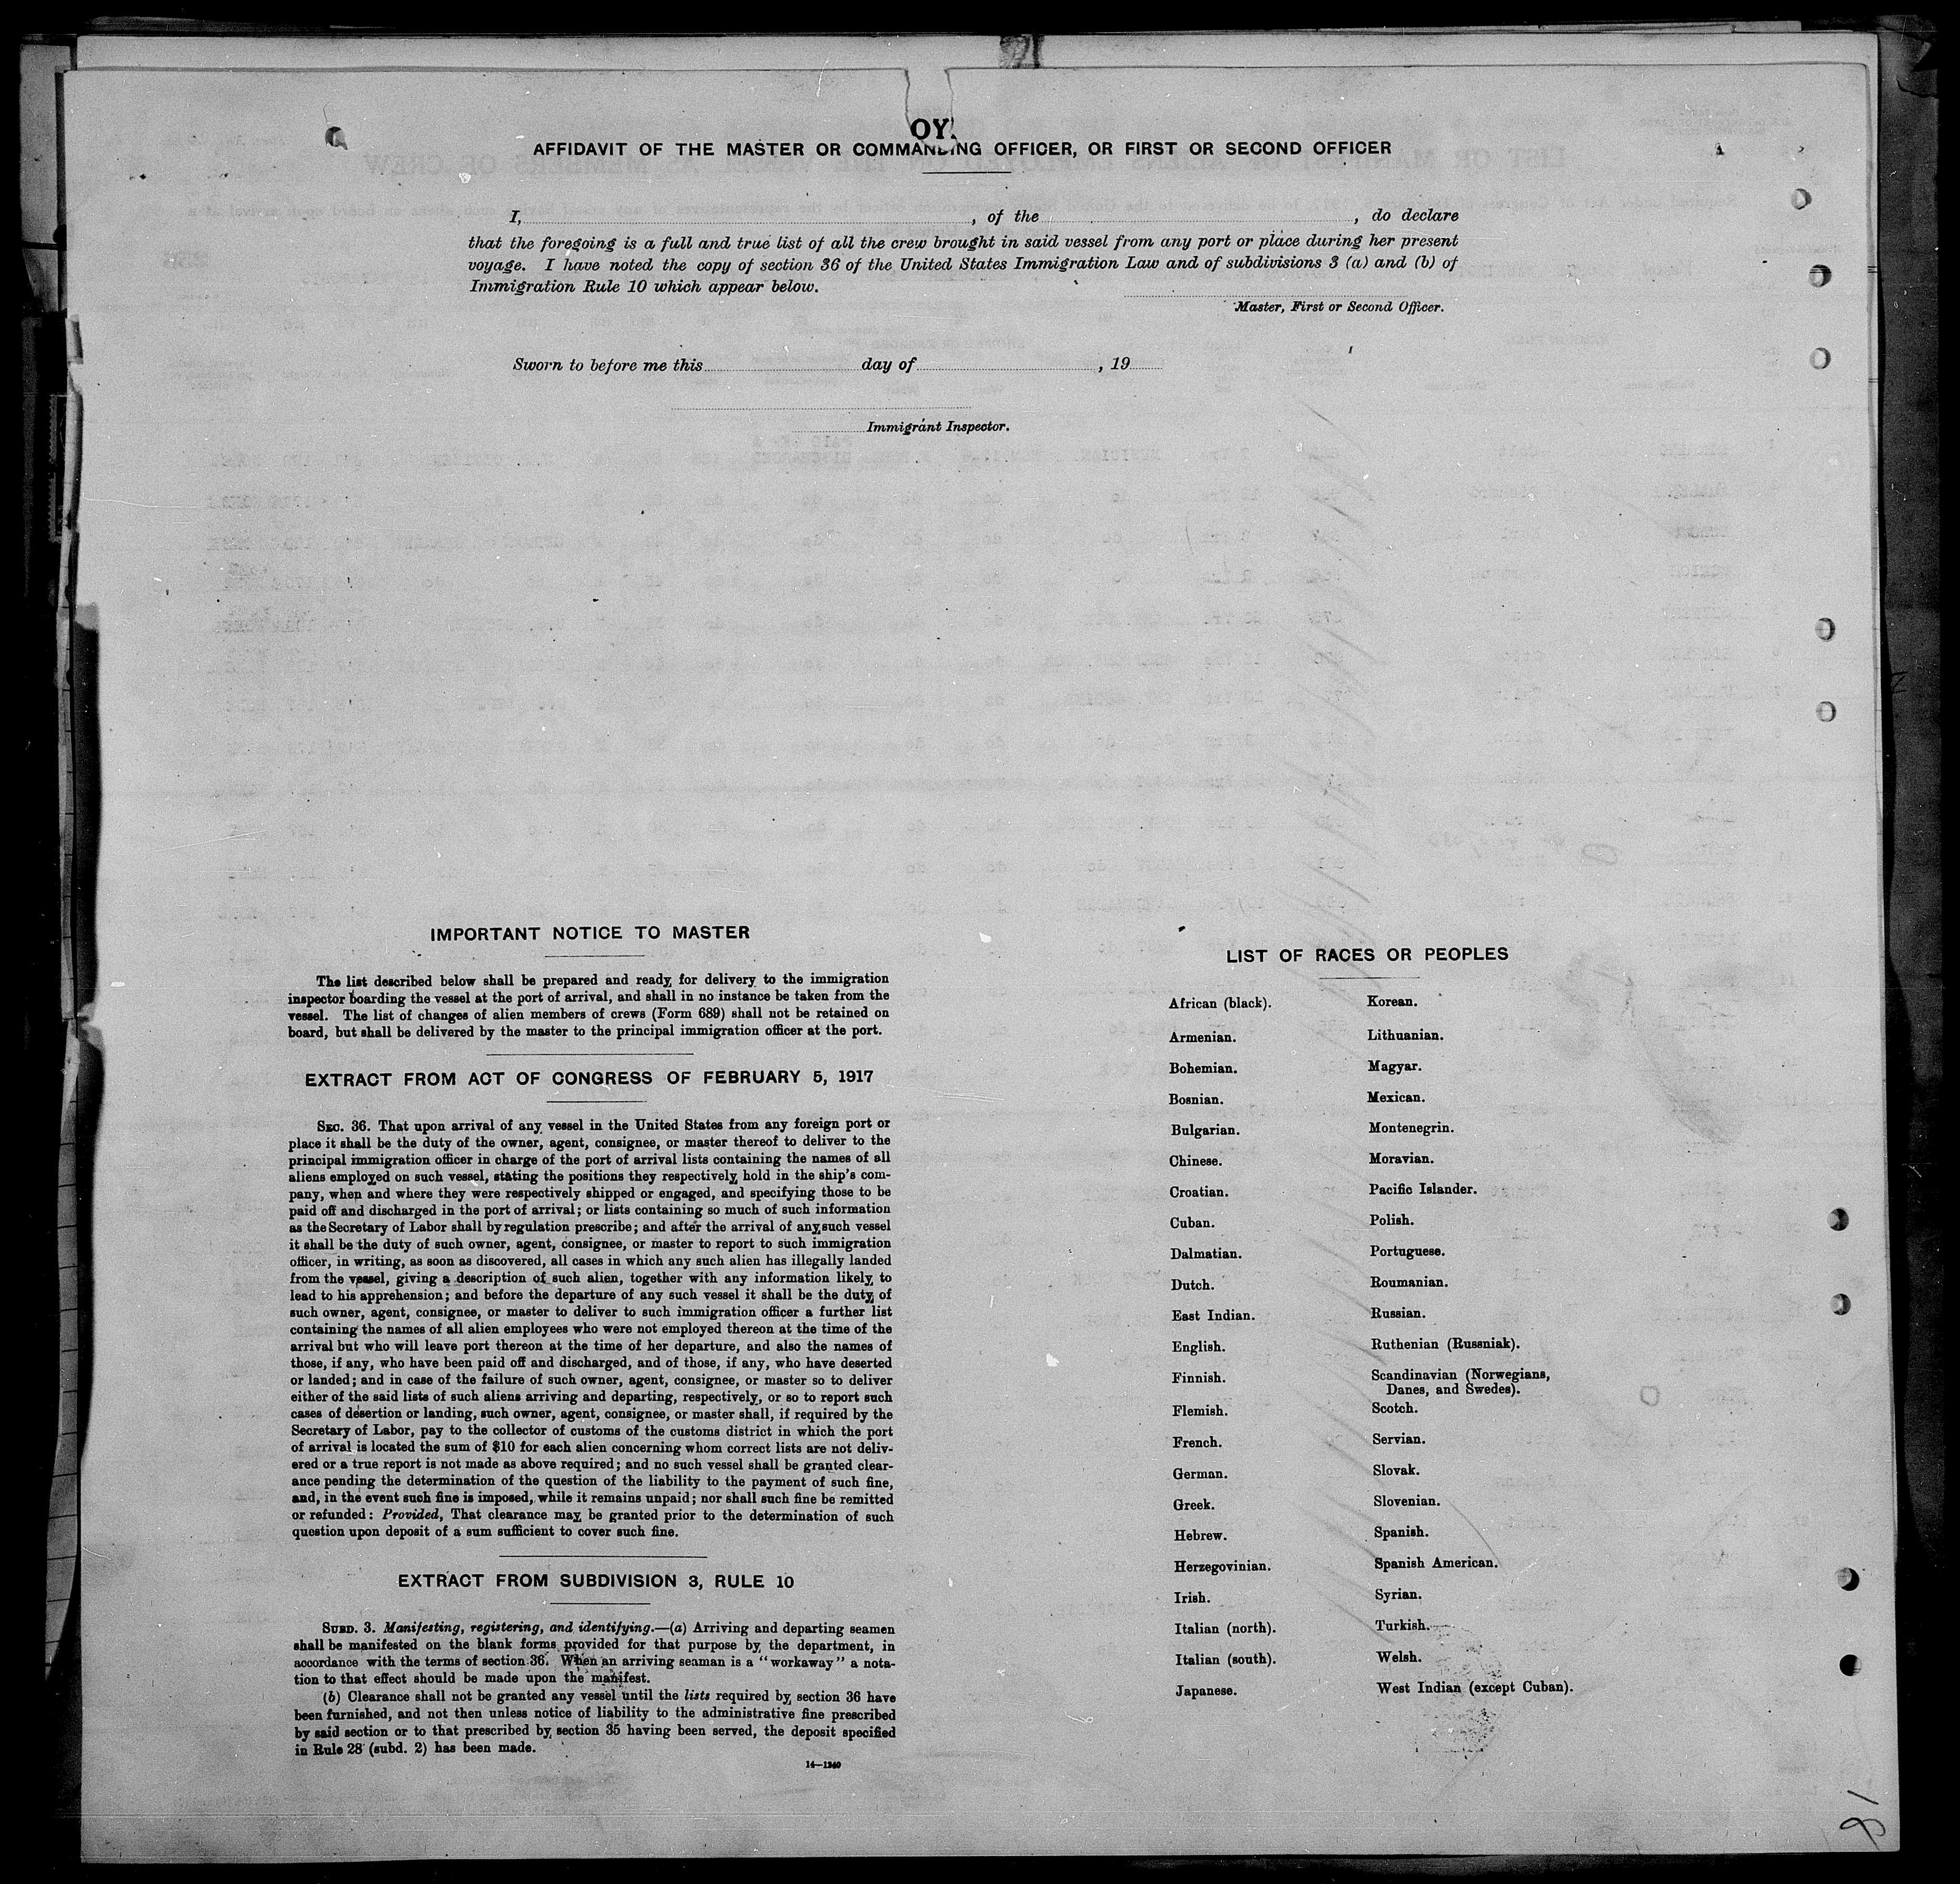 OY.
AFFIDAVIT OF THE MASTER OR COMMANDING OFFICER, OR FIRST OR SECOND OFFICER
I, , of the , do declare
that the foregoing is a full and true list of all the crew brought in said vessel from any port or place during her present
voyage. I have noted the copy of section 36 of the United States Immigration Law and of subdivisions 3 (a) and (b) of
Immigration Rule 10 which appear below.
Master, First or Second Officer.
Sworn to before me this day of , 19
Immigrant Inspector.
IMPORTANT NOTICE TO MASTER
The list described below shall be prepared and ready for delivery to the immigration
inspector boarding the vessel at the port of arrival, and shall in no instance be taken from the
vessel. The list of changes of alien members of crews (Form 689) shall not be retained on
board, but shall be delivered by the master to the principal immigration officer at the port.
EXTRACT FROM ACT OF CONGRESS OF FEBRUARY 5, 1917
SEC. 36. That upon arrival of any vessel in the United States from any foreign port or
place it shall be the duty of the owner, agent, consignee, or master thereof to deliver to the
principal immigration officer in charge of the port of arrival lists containing the names of all
aliens employed on such vessel, stating the positions they respectively hold in the ship's com-
pany, when and where they were respectively shipped or engaged, and specifying those to be
paid off and discharged in the port of arrival; or lists containing so much of such information
as the Secretary of Labor shall by regulation prescribe; and after the arrival of any such vessel
it shall be the duty of such owner, agent, consignee, or master to report to such immigration
officer, in writing, as soon as discovered, all cases in which any such alien has illegally landed
from the vessel, giving a description of such alien, together with any information likely to
lead to his apprehension; and before the departure of any such vessel it shall be the duty of
such owner, agent, consignee, or master to deliver to such immigration officer a further list
containing the names of all alien employees who were not employed thereon at the time of the
arrival but who will leave port thereon at the time of her departure, and also the names of
those, if any, who have been paid off and discharged, and of those, if any, who have deserted
or landed; and in case of the failure of such owner, agent, consignee, or master so to deliver
either of the said lists of such aliens arriving and departing, respectively, or so to report such
cases of desertion or landing, such owner, agent, consignee, or master shall, if required by the
Secretary of Labor, pay to the collector of customs of the customs district in which the port
of arrival is located the sum of $10 for each alien concerning whom correct lists are not deliv-
ered or a true report is not made as above required; and no such vessel shall be granted clear-
ance pending the determination of the question of the liability to the payment of such fine,
and, in the event such fine is imposed, while it remains unpaid; nor shall such fine be remitted
or refunded: Provided, That clearance may be granted prior to the determination of such
question upon deposit of a sum sufficient to cover such fine.
EXTRACT FROM SUBDIVISION 3, RULE 10
SUBD. 3. Manifesting, registering, and identifying.—(a) Arriving and departing seamen
shall be manifested on the blank forms provided for that purpose by the department, in
accordance with the terms of section 36. When an arriving seaman is a "workaway" a nota-
tion to that effect should be made upon the manifest.
(b) Clearance shall not be granted any vessel until the lists required by section 36 have
been furnished, and not then unless notice of liability to the administrative fine prescribed
by said section or to that prescribed by section 35 having been served, the deposit specified
in Rule 28 (subd. 2) has been made.
14—1240
LIST OF RACES OR PEOPLES
African (black).
Armenian.
Bohemian.
Bosnian.
Bulgarian.
Chinese.
Croatian.
Cuban.
Dalmatian.
Dutch.
East Indian.
English.
Finnish.
Flemish.
French.
German.
Greek.
Hebrew.
Herzegovinian.
Irish.
Italian (north).
Italian (south).
Japanese.
Korean.
Lithuanian.
Magyar.
Mexican.
Montenegrin.
Moravian.
Pacific Islander.
Polish.
Portuguese.
Roumanian.
Russian.
Ruthenian (Russniak).
Scandinavian (Norwegians,
Danes, and Swedes).
Scotch.
Servian.
Slovak.
Slovenian.
Spanish.
Spanish American.
Syrian.
Turkish.
Welsh.
West Indian (except Cuban).